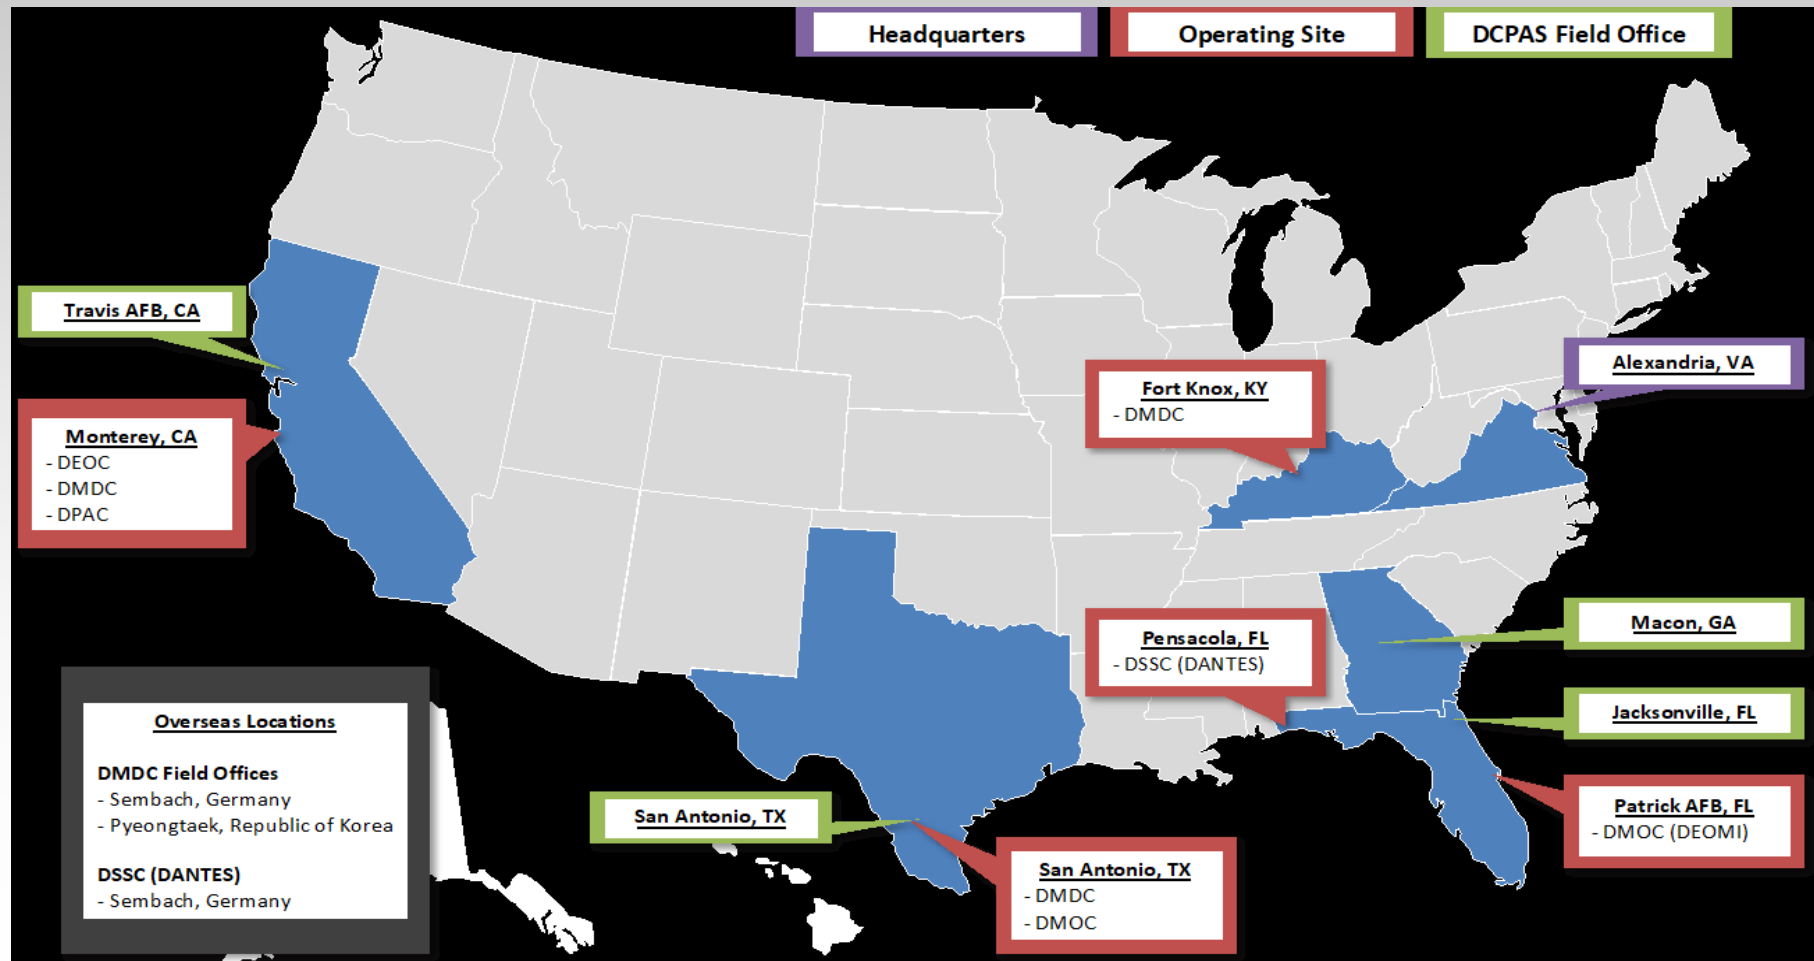 Headquarters
Operating Site
DCPAS Field Office
Travis AFB, CA
Monterey, CA
- DEOC
- DMDC
- DPAC
Fort Knox, KY
- DMDC
Alexandria, VA
Pensacola, FL
- DSSC (DANTES)
Macon, GA
Jacksonville, FL
Patrick AFB, FL
- DMOC (DEOMI)
San Antonio, TX
San Antonio, TX
- DMDC
- DMOC
Overseas Locations
DMDC Field Offices
- Sembach, Germany
- Pyeongtaek, Republic of Korea
DSSC (DANTES)
- Sembach, Germany